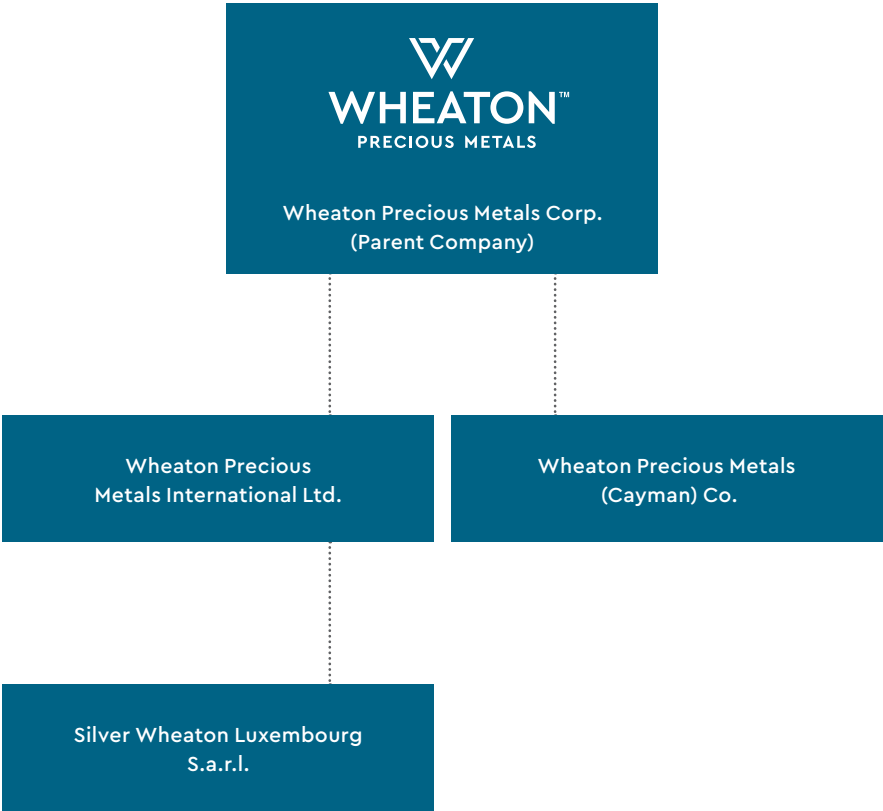 WHEATON™
PRECIOUS METALS
Wheaton Precious Metals Corp.
(Parent Company)
Wheaton Precious
Metals International Ltd.
Wheaton Precious Metals
(Cayman) Co.
Silver Wheaton Luxembourg
S.a.r.l.